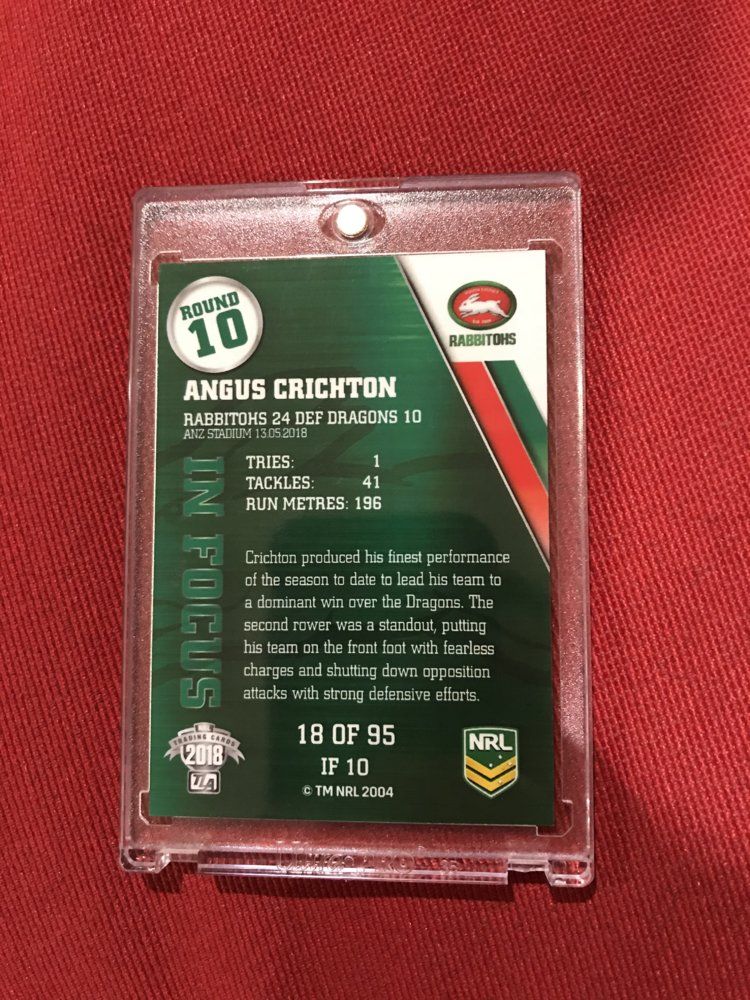 ROUND
10
RABBITOHS
ANGUS CRICHTON
RABBITOHS 24 DEF DRAGONS 10
ANZ STADIUM 13.05.2018
IN FOCUS
TRIES: 1
TACKLES: 41
RUN METRES: 196
Crichton produced his finest performance
of the season to date to lead his team to
a dominant win over the Dragons. The
second rower was a standout, putting
his team on the front foot with fearless
charges and shutting down opposition
attacks with strong defensive efforts.
NRL
TRADING CARDS
2018
TLA
18 OF 95
IF 10
© TM NRL 2004
NRL